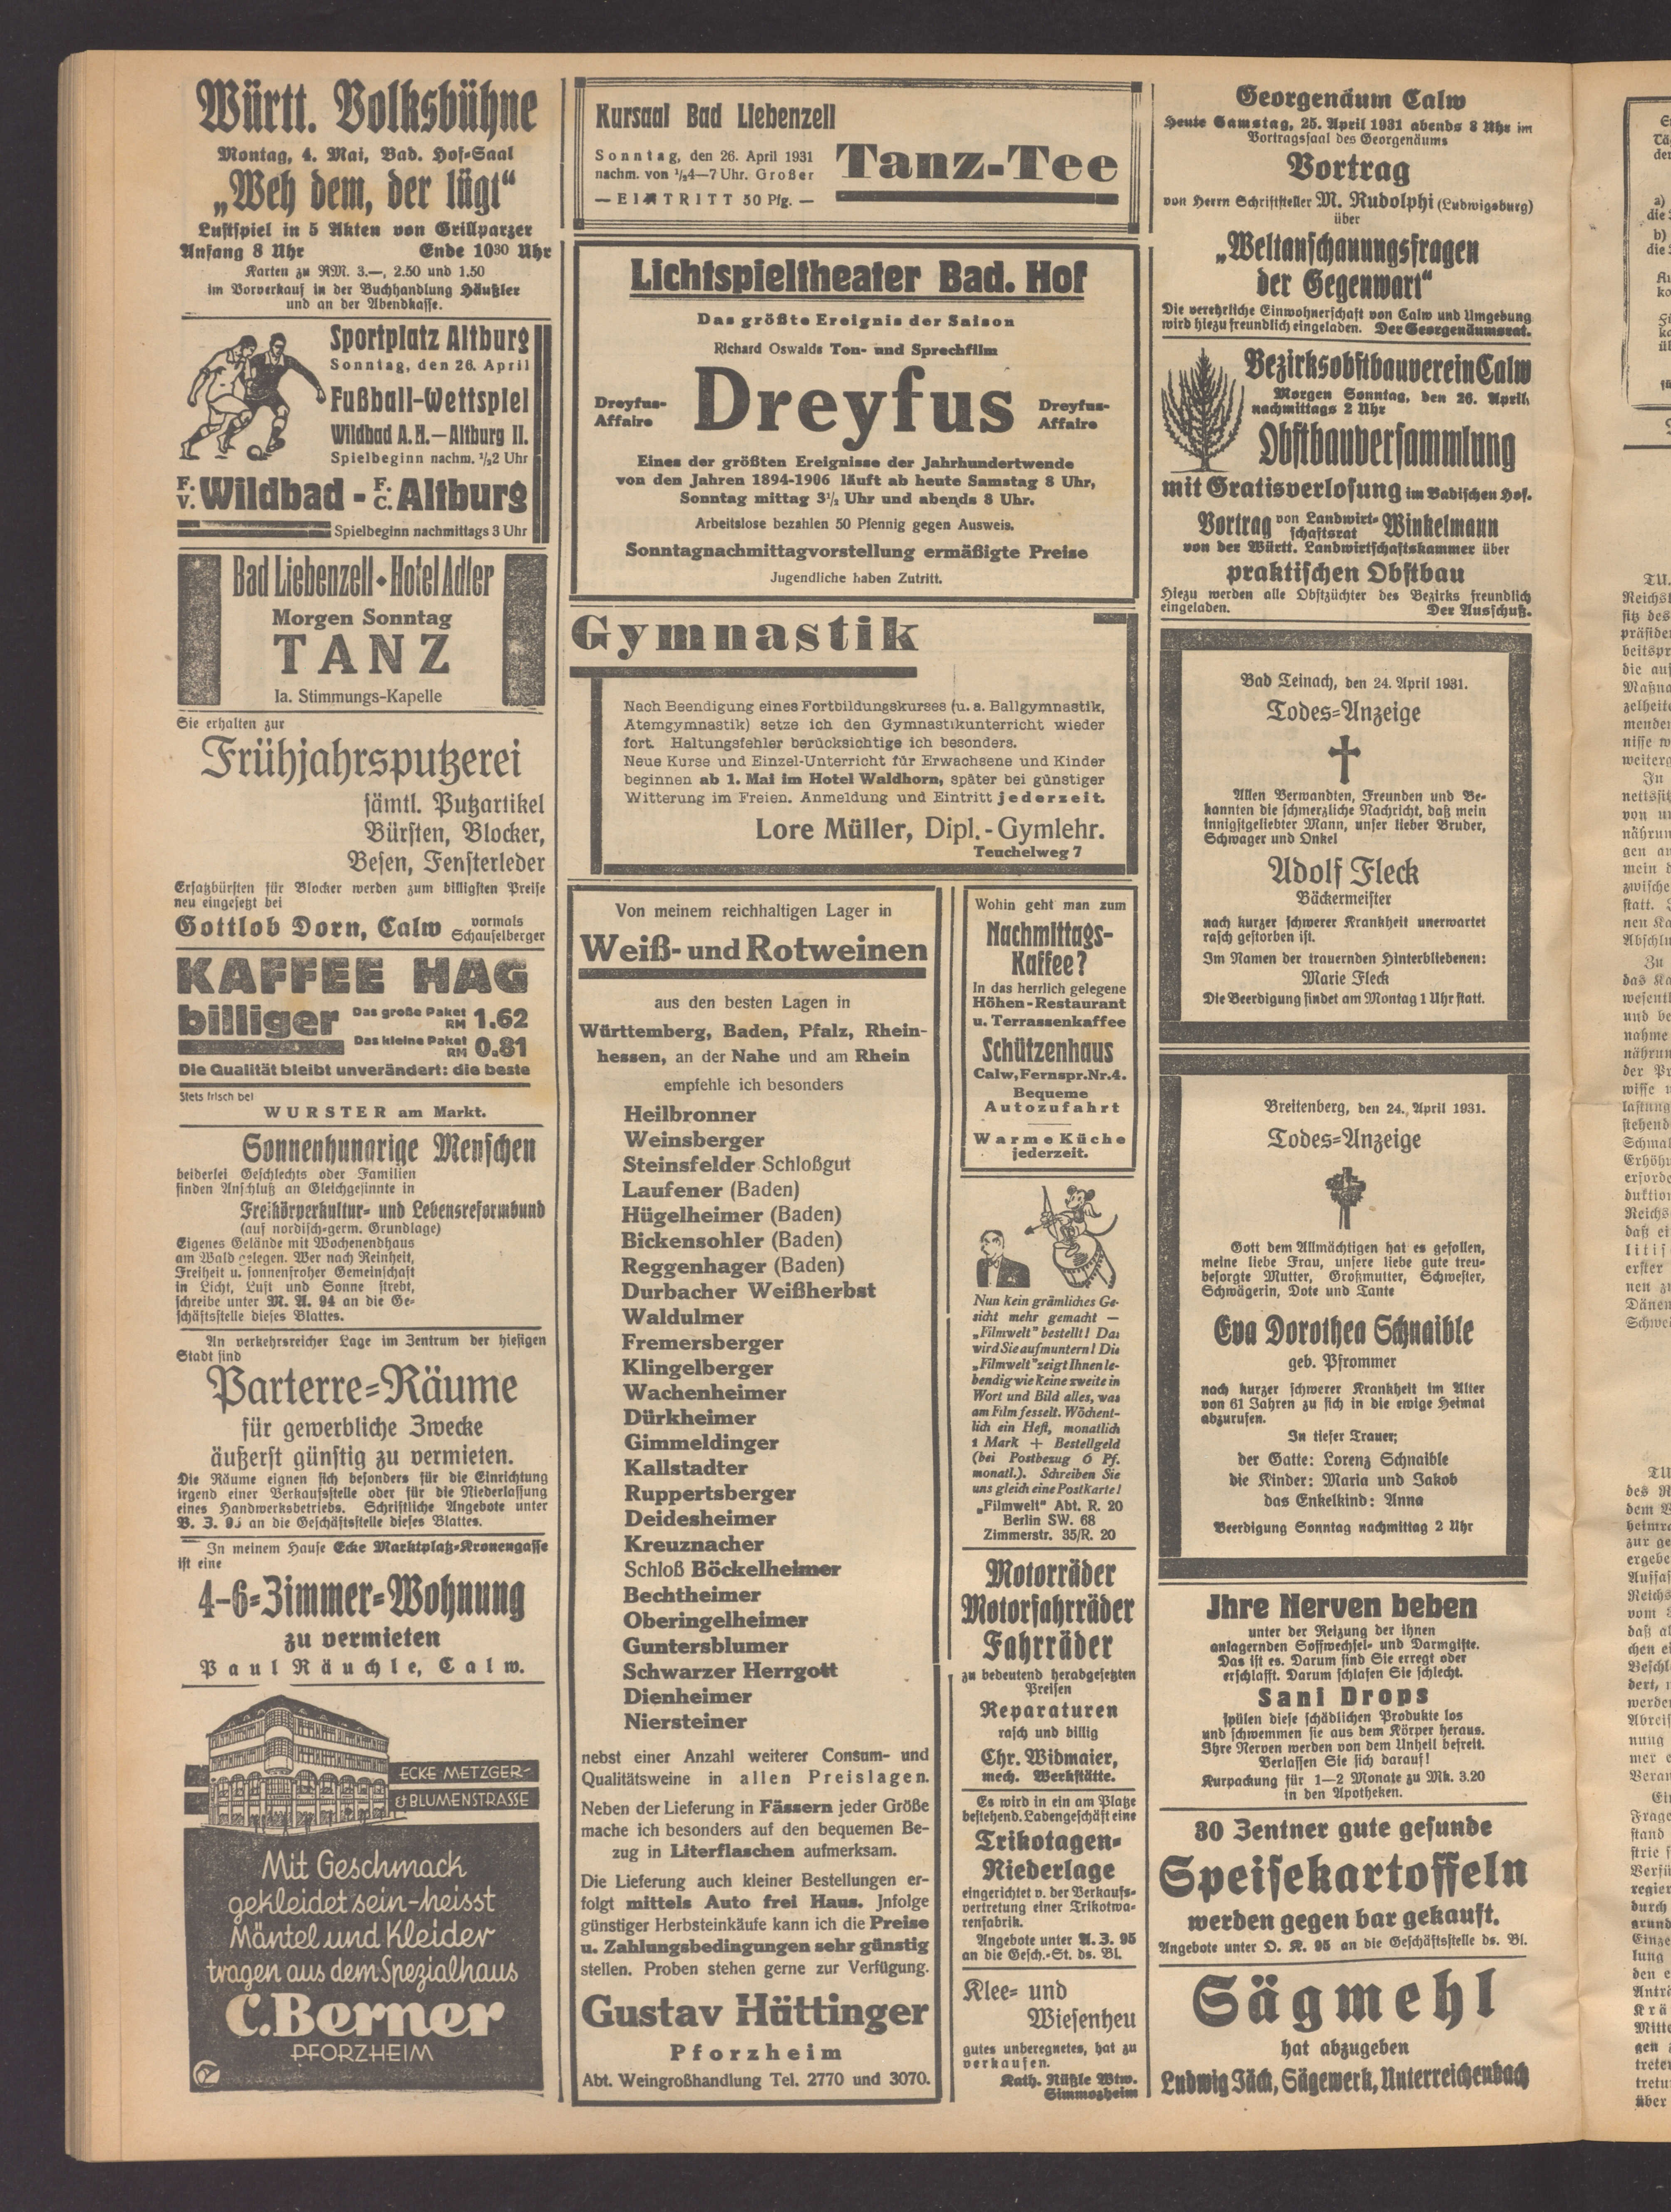 Württ. Volksbühne
Montag, 4. Mai, Bad. Hof-Saal
„Weh dem, der lügt“
Lustspiel in 5 Akten von Grillparzer
Anfang 8 Uhr Ende 10³⁰ Uhr
Karten zu RM. 3.—, 2.50 und 1.50
im Vorverkauf in der Buchhandlung Häußler
und an der Abendkasse.
Sportplatz Altburg
Sonntag, den 26. April
Fußball-Wettspiel
Wildbad A.H.—Altburg II.
Spielbeginn nachm. ½2 Uhr
F. V. Wildbad - F. C. Altburg
Spielbeginn nachmittags 3 Uhr
Bad Liebenzell • Hotel Adler
Morgen Sonntag
TANZ
Ia. Stimmungs-Kapelle
Sie erhalten zur
Frühjahrsputzerei
sämtl. Putzartikel
Bürsten, Blocker,
Besen, Fensterleder
Ersatzbürsten für Blocker werden zum billigsten Preise
neu eingesetzt bei
Gottlob Dorn, Calw vormals
Schaufelberger
KAFFEE HAG
billiger Das große Paket RM 1.62
Das kleine Paket RM 0.81
Die Qualität bleibt unverändert: die beste
Stets frisch bei
WURSTER am Markt.
Sonnenhungrige Menschen
beiderlei Geschlechts oder Familien
finden Anschluß an Gleichgesinnte in
Freikörperkultur- und Lebensreformbund
(auf nordisch-germ. Grundlage)
Eigenes Gelände mit Wochenendhaus
am Wald gelegen. Wer nach Reinheit,
Freiheit u. sonnenfroher Gemeinschaft
in Licht, Luft und Sonne strebt,
schreibe unter M. A. 94 an die Ge-
schäftsstelle dieses Blattes.
An verkehrsreicher Lage im Zentrum der hiesigen
Stadt sind
Parterre-Räume
für gewerbliche Zwecke
äußerst günstig zu vermieten.
Die Räume eignen sich besonders für die Einrichtung
irgend einer Verkaufsstelle oder für die Niederlassung
eines Handwerksbetriebs. Schriftliche Angebote unter
B. Z. 95 an die Geschäftsstelle dieses Blattes.
In meinem Hause Ecke Marktplatz-Kronengasse
ist eine
4-6-Zimmer-Wohnung
zu vermieten
Paul Räuchle, Calw.
ECKE METZGER-
& BLUMENSTRASSE
Mit Geschmack
gekleidet sein-heisst
Mäntel und Kleider
tragen aus dem Spezialhaus
C. Berner
PFORZHEIM
Kursaal Bad Liebenzell
Sonntag, den 26. April 1931
nachm. von ½4—7 Uhr. Großer
Tanz-Tee
— EINTRITT 50 Pfg. —
Lichtspieltheater Bad. Hof
Das größte Ereignis der Saison
Richard Oswalds Ton- und Sprechfilm
Dreyfus-
Affaire
Dreyfus
Dreyfus-
Affaire
Eines der größten Ereignisse der Jahrhundertwende
von den Jahren 1894-1906 läuft ab heute Samstag 8 Uhr,
Sonntag mittag 3½ Uhr und abends 8 Uhr.
Arbeitslose bezahlen 50 Pfennig gegen Ausweis.
Sonntagnachmittagvorstellung ermäßigte Preise
Jugendliche haben Zutritt.
Gymnastik
Nach Beendigung eines Fortbildungskurses (u. a. Ballgymnastik,
Atemgymnastik) setze ich den Gymnastikunterricht wieder
fort. Haltungsfehler berücksichtige ich besonders.
Neue Kurse und Einzel-Unterricht für Erwachsene und Kinder
beginnen ab 1. Mai im Hotel Waldhorn, später bei günstiger
Witterung im Freien. Anmeldung und Eintritt jederzeit.
Lore Müller, Dipl.-Gymlehr.
Teuchelweg 7
Von meinem reichhaltigen Lager in
Weiß- und Rotweinen
aus den besten Lagen in
Württemberg, Baden, Pfalz, Rhein-
hessen, an der Nahe und am Rhein
empfehle ich besonders
Heilbronner
Weinsberger
Steinsfelder Schloßgut
Laufener (Baden)
Hügelheimer (Baden)
Bickensohler (Baden)
Reggenhager (Baden)
Durbacher Weißherbst
Waldulmer
Fremersberger
Klingelberger
Wachenheimer
Dürkheimer
Gimmeldinger
Kallstadter
Ruppertsberger
Deidesheimer
Kreuznacher
Schloß Böckelheimer
Bechtheimer
Oberingelheimer
Guntersblumer
Schwarzer Herrgott
Dienheimer
Niersteiner
nebst einer Anzahl weiterer Consum- und
Qualitätsweine in allen Preislagen.
Neben der Lieferung in Fässern jeder Größe
mache ich besonders auf den bequemen Be-
zug in Literflaschen aufmerksam.
Die Lieferung auch kleiner Bestellungen er-
folgt mittels Auto frei Haus. Infolge
günstiger Herbsteinkäufe kann ich die Preise
u. Zahlungsbedingungen sehr günstig
stellen. Proben stehen gerne zur Verfügung.
Gustav Hüttinger
Pforzheim
Abt. Weingroßhandlung Tel. 2770 und 3070.
Wohin geht man zum
Nachmittags-
Kaffee?
In das herrlich gelegene
Höhen-Restaurant
u. Terrassenkaffee
Schützenhaus
Calw, Fernspr. Nr. 4.
Bequeme
Autozufahrt
Warme Küche
jederzeit.
Nun kein grämliches Ge-
sicht mehr gemacht —
„Filmwelt“ bestellt! Das
wird Sie aufmuntern! Die
„Filmwelt“ zeigt Ihnen le-
bendig wie keine zweite in
Wort und Bild alles, was
am Film fesselt. Wöchent-
lich ein Heft, monatlich
1 Mark + Bestellgeld
(bei Postbezug 6 Pf.
monatl.). Schreiben Sie
uns gleich eine Postkarte!
„Filmwelt“ Abt. R. 20
Berlin SW. 68
Zimmerstr. 35/R. 20
Motorräder
Motorfahrräder
Fahrräder
zu bedeutend herabgesetzten
Preisen
Reparaturen
rasch und billig
Chr. Widmaier,
mech. Werkstätte.
Es wird in ein am Platze
bestehend. Ladengeschäft eine
Trikotagen-
Niederlage
eingerichtet v. der Verkaufs-
vertretung einer Trikotwa-
renfabrik.
Angebote unter A. Z. 95
an die Gesch.-St. ds. Bl.
Klee- und
Wiesenheu
gutes unberegnetes, hat zu
verkaufen.
Kath. Rüßle Wtw.
Simmozheim
Georgenäum Calw
Heute Samstag, 25. April 1931 abends 8 Uhr im
Vortragssaal des Georgenäums
Vortrag
von Herrn Schriftsteller M. Rudolphi (Ludwigsburg)
über
„Weltanschauungsfragen
der Gegenwart“
Die verehrliche Einwohnerschaft von Calw und Umgebung
wird hiezu freundlich eingeladen. Der Georgenäumsrat.
Bezirksobstbauverein Calw
Morgen Sonntag, den 26. April,
nachmittags 2 Uhr
Obstbauversammlung
mit Gratisverlosung im Badischen Hof.
Vortrag von Landwirt-
schaftsrat Winkelmann
von der Württ. Landwirtschaftskammer über
praktischen Obstbau
Hiezu werden alle Obstzüchter des Bezirks freundlich
eingeladen. Der Ausschuß.
Bad Teinach, den 24. April 1931.
Todes-Anzeige
Allen Verwandten, Freunden und Be-
kannten die schmerzliche Nachricht, daß mein
innigstgeliebter Mann, unser lieber Bruder,
Schwager und Onkel
Adolf Fleck
Bäckermeister
nach kurzer schwerer Krankheit unerwartet
rasch gestorben ist.
Im Namen der trauernden Hinterbliebenen:
Marie Fleck
Die Beerdigung findet am Montag 1 Uhr statt.
Breitenberg, den 24. April 1931.
Todes-Anzeige
Gott dem Allmächtigen hat es gefallen,
meine liebe Frau, unsere liebe gute treu-
besorgte Mutter, Großmutter, Schwester,
Schwägerin, Dote und Tante
Eva Dorothea Schnaible
geb. Pfrommer
nach kurzer schwerer Krankheit im Alter
von 61 Jahren zu sich in die ewige Heimat
abzurufen.
In tiefer Trauer;
der Gatte: Lorenz Schnaible
die Kinder: Maria und Jakob
das Enkelkind: Anna
Beerdigung Sonntag nachmittag 2 Uhr
Ihre Nerven beben
unter der Reizung der ihnen
anlagernden Soffwechsel- und Darmgifte.
Das ist es. Darum sind Sie erregt oder
erschlafft. Darum schlafen Sie schlecht.
Sani Drops
spülen diese schädlichen Produkte los
und schwemmen sie aus dem Körper heraus.
Ihre Nerven werden von dem Unheil befreit.
Verlassen Sie sich darauf!
Kurpackung für 1—2 Monate zu Mk. 3.20
in den Apotheken.
30 Zentner gute gesunde
Speisekartoffeln
werden gegen bar gekauft.
Angebote unter O. K. 95 an die Geschäftsstelle ds. Bl.
Sägmehl
hat abzugeben
Ludwig Jäck, Sägewerk, Unterreichenbach